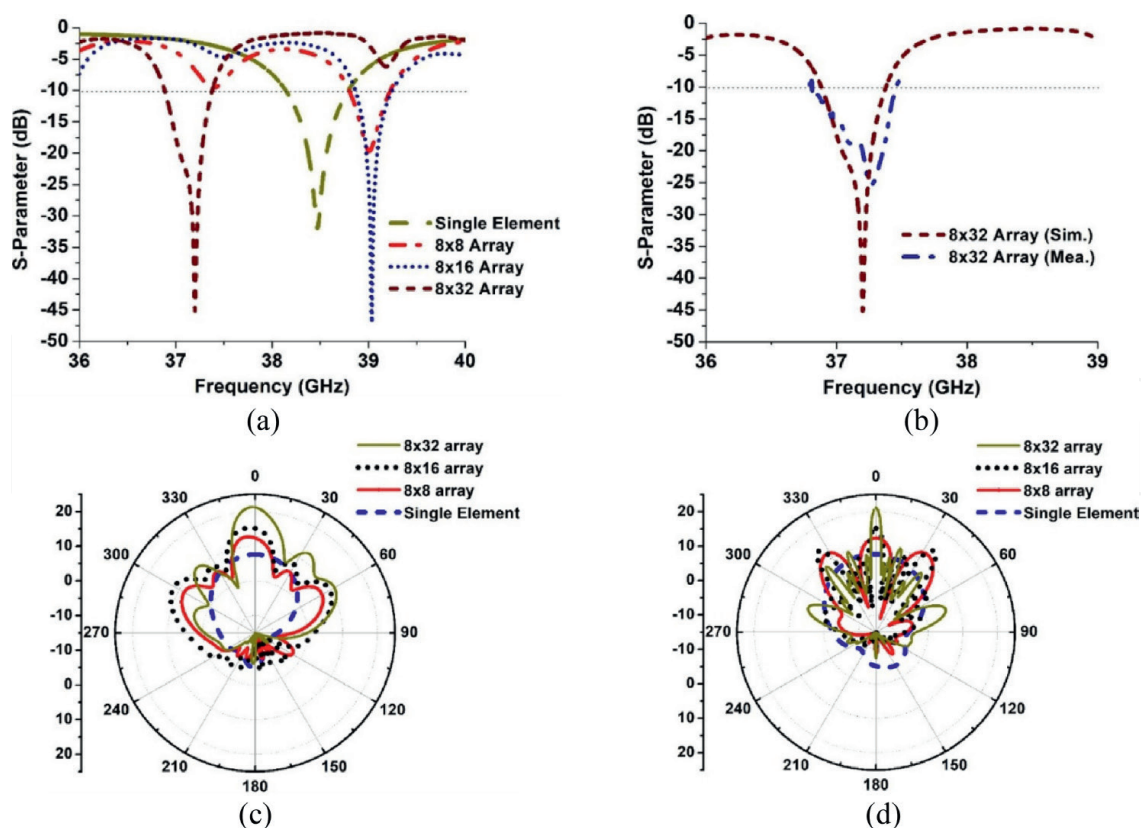 0
-5
-10
-15
-20
-25
-30
-35
-40
-45
-50
S-Parameter (dB)
Single Element
8x8 Array
8x16 Array
8x32 Array
36 37 38 39 40
Frequency (GHz)
(a)
0
-5
-10
-15
-20
-25
-30
-35
-40
-45
-50
S-Parameter (dB)
8x32 Array (Sim.)
8x32 Array (Mea.)
36 37 38 39
Frequency (GHz)
(b)
8x32 array
8x16 array
8x8 array
Single Element
20
10
0
-10
-10
0
10
20
0
30
60
90
120
150
180
210
240
270
300
330
(c)
8x32 array
8x16 array
8x8 array
Single Element
20
10
0
-10
-10
0
10
20
0
30
60
90
120
150
180
210
240
270
300
330
(d)